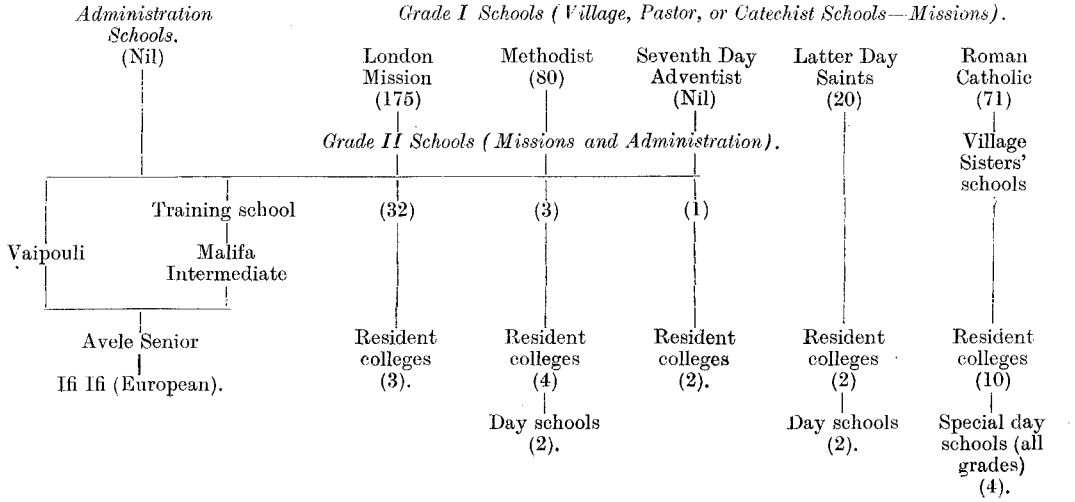 Administration Schools. (Nil)
Grade I Schools (Village, Pastor, or Catechist Schools—Missions).
London Mission (175)
Methodist (80)
Seventh Day Adventist (Nil)
Latter Day Saints (20)
Roman Catholic (71)
Grade II Schools (Missions and Administration).
Village Sisters' schools
Training school
(32)
(3)
(1)
Vaipouli
Malifa Intermediate
Avele Senior
Ifi Ifi (European).
Resident colleges (3).
Resident colleges (4)
Resident colleges (2).
Resident colleges (2)
Resident colleges (10)
Day schools (2).
Day schools (2).
Special day schools (all grades) (4).